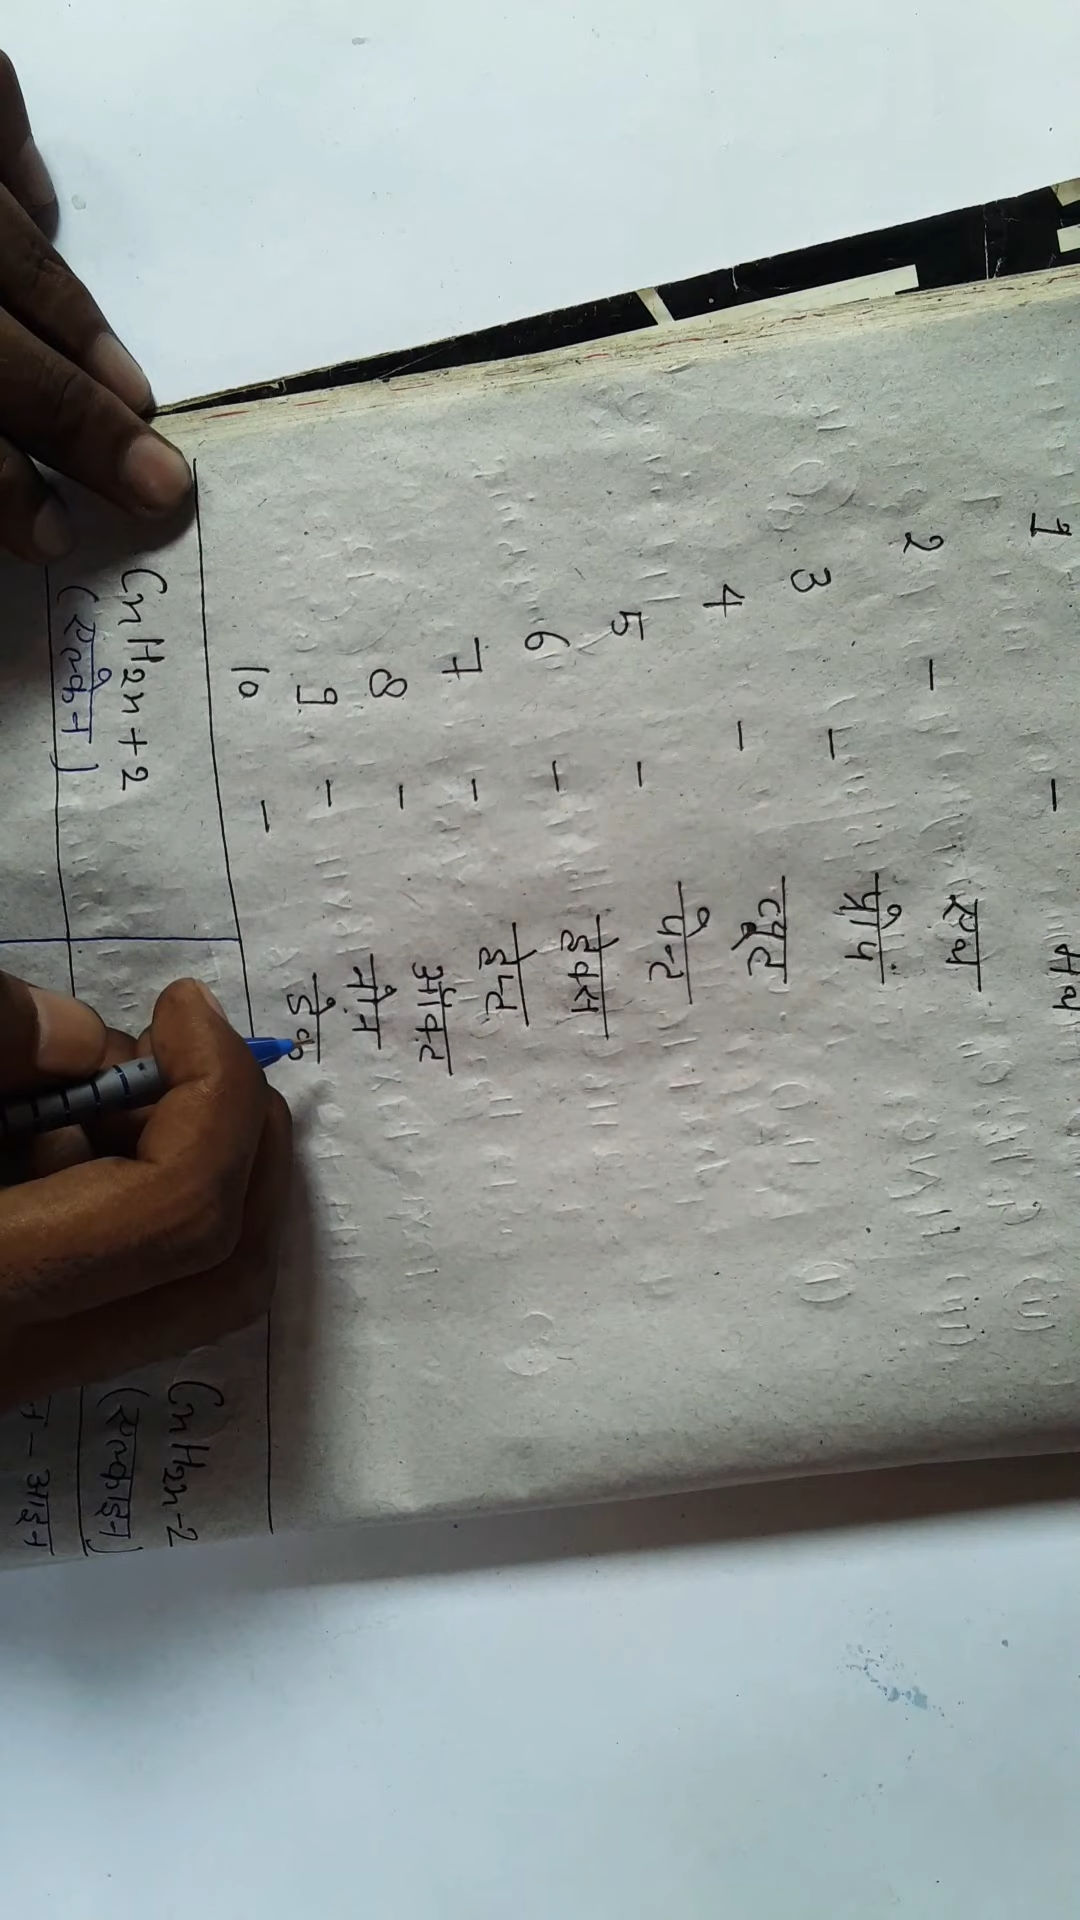 1 - मेथ
2 - एथ
3 - प्रोप
4 - ब्यूट
5 - पेन्ट
6 - हेक्स
7 - हेप्ट
8 - ऑक्ट
9 - नोन
10 - डेक
CnH2n+2
(एल्केन)
CnH2n-2
(एल्काइन)
न - आइन